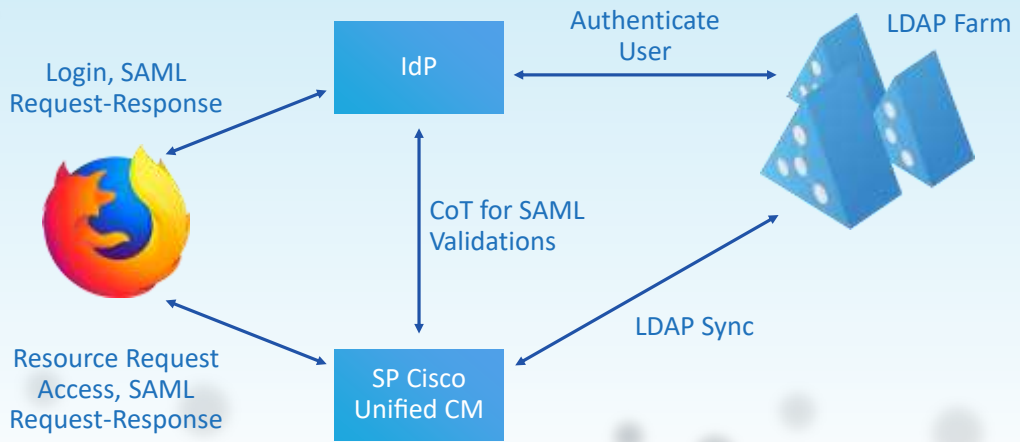 Authenticate
User
LDAP Farm
IdP
Login, SAML
Request-Response
CoT for SAML
Validations
LDAP Sync
Resource Request
Access, SAML
Request-Response
SP Cisco
Unified CM